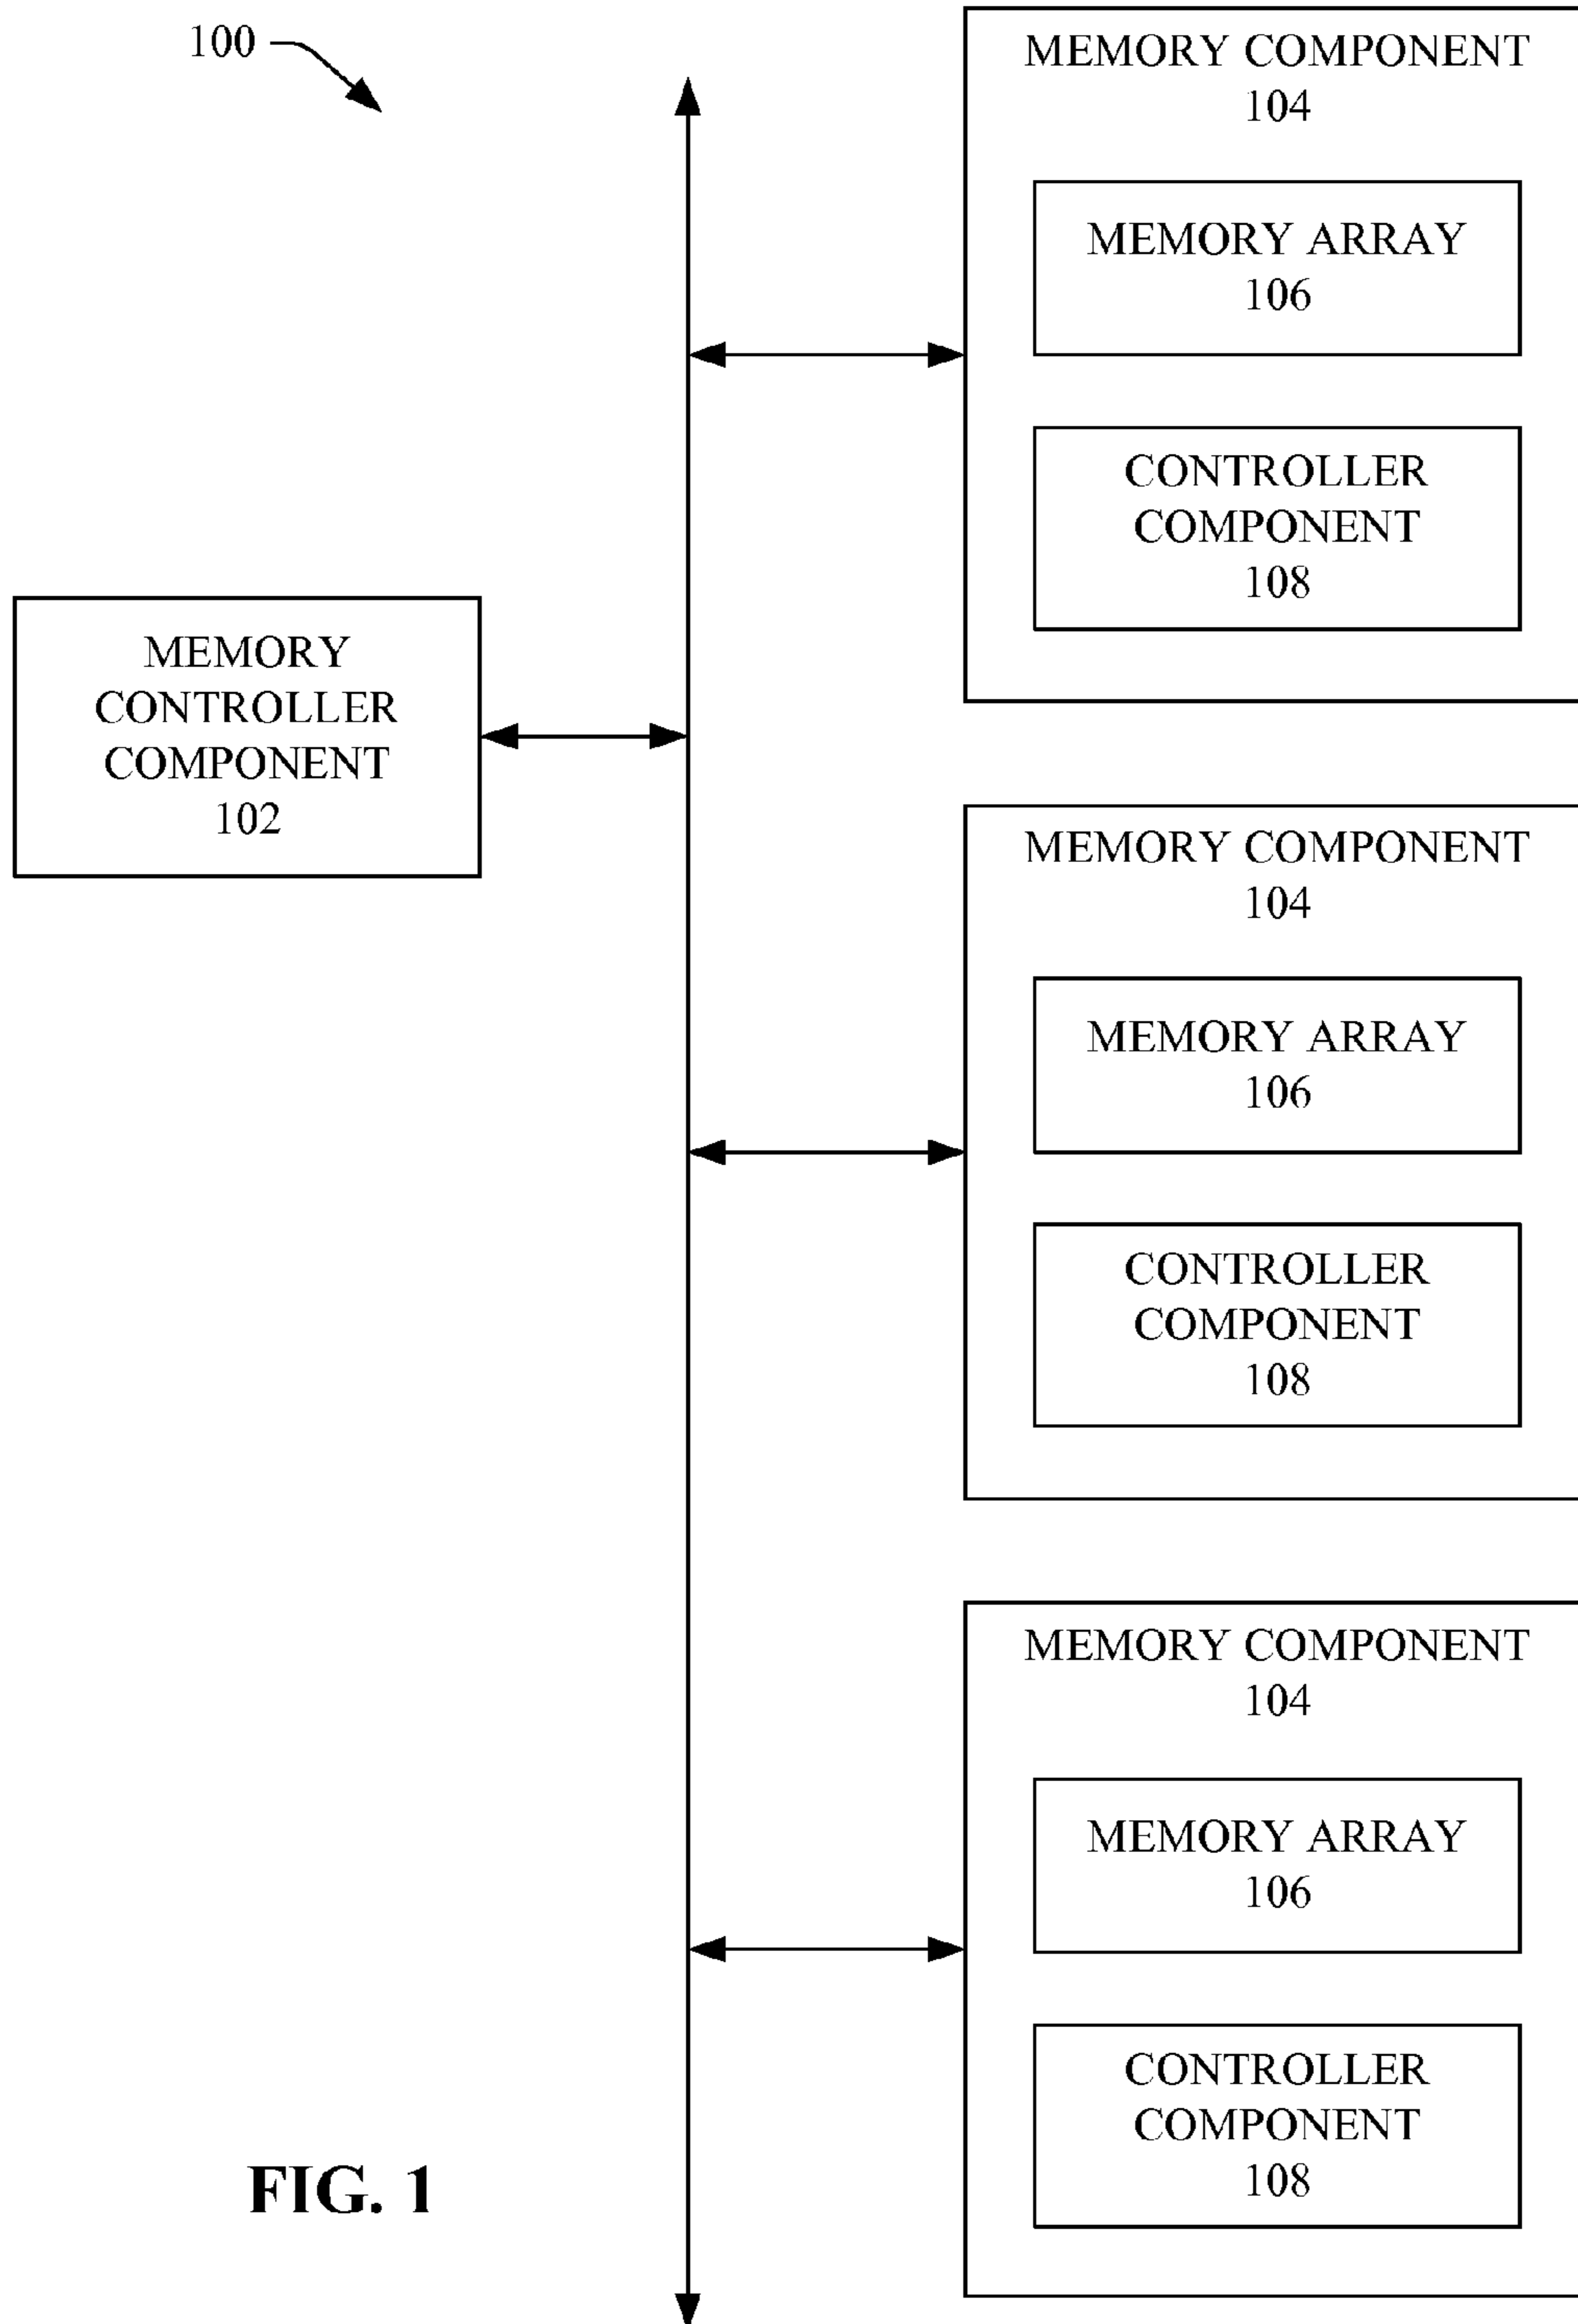 100
MEMORY COMPONENT
104
MEMORY ARRAY
106
CONTROLLER
COMPONENT
108
MEMORY
CONTROLLER
COMPONENT
102
MEMORY COMPONENT
104
MEMORY ARRAY
106
CONTROLLER
COMPONENT
108
MEMORY COMPONENT
104
MEMORY ARRAY
106
CONTROLLER
COMPONENT
108
FIG. 1